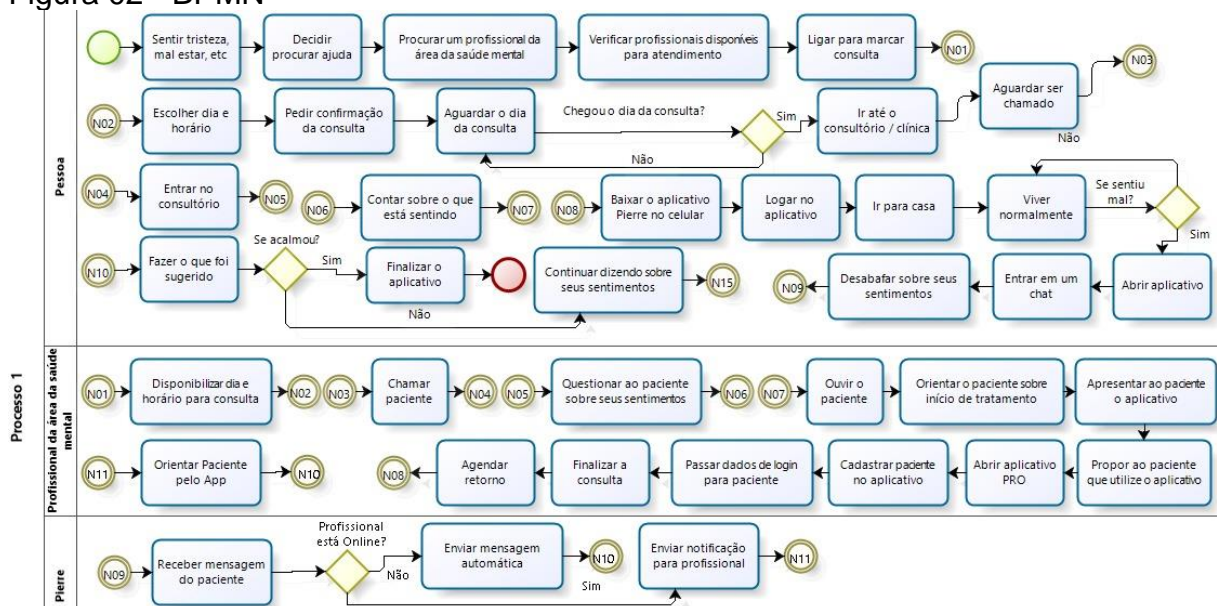 Figura 02 - BPMN
Processo 1
Pessoa
Sentir tristeza,
mal estar, etc
Decidir
procurar ajuda
Procurar um profissional da
área da saúde mental
Verificar profissionais disponíveis
para atendimento
Ligar para marcar
consulta
N01
N02
Escolher dia e
horário
Pedir confirmação
da consulta
Aguardar o dia
da consulta
Chegou o dia da consulta?
Sim
Não
Ir até o
consultório / clínica
Aguardar ser
chamado
N03
Não
N04
Entrar no
consultório
N05
N06
Contar sobre o que
está sentindo
N07
N08
Baixar o aplicativo
Pierre no celular
Logar no
aplicativo
Ir para casa
Viver
normalmente
Se sentiu
mal?
Sim
N10
Fazer o que foi
sugerido
Se acalmou?
Sim
Não
Finalizar o
aplicativo
Continuar dizendo sobre
seus sentimentos
N15
N09
Desabafar sobre seus
sentimentos
Entrar em um
chat
Abrir aplicativo
Profissional da área da saúde
mental
N01
Disponibilizar dia e
horário para consulta
N02
N03
Chamar
paciente
N04
N05
Questionar ao paciente
sobre seus sentimentos
N06
N07
Ouvir o
paciente
Orientar o paciente sobre
início de tratamento
Apresentar ao paciente
o aplicativo
N11
Orientar Paciente
pelo App
N10
N08
Agendar
retorno
Finalizar a
consulta
Passar dados de login
para paciente
Cadastrar paciente
no aplicativo
Abrir aplicativo
PRO
Propor ao paciente
que utilize o aplicativo
Pierre
N09
Receber mensagem
do paciente
Profissional
está Online?
Não
Enviar mensagem
automática
N10
Sim
Enviar notificação
para profissional
N11